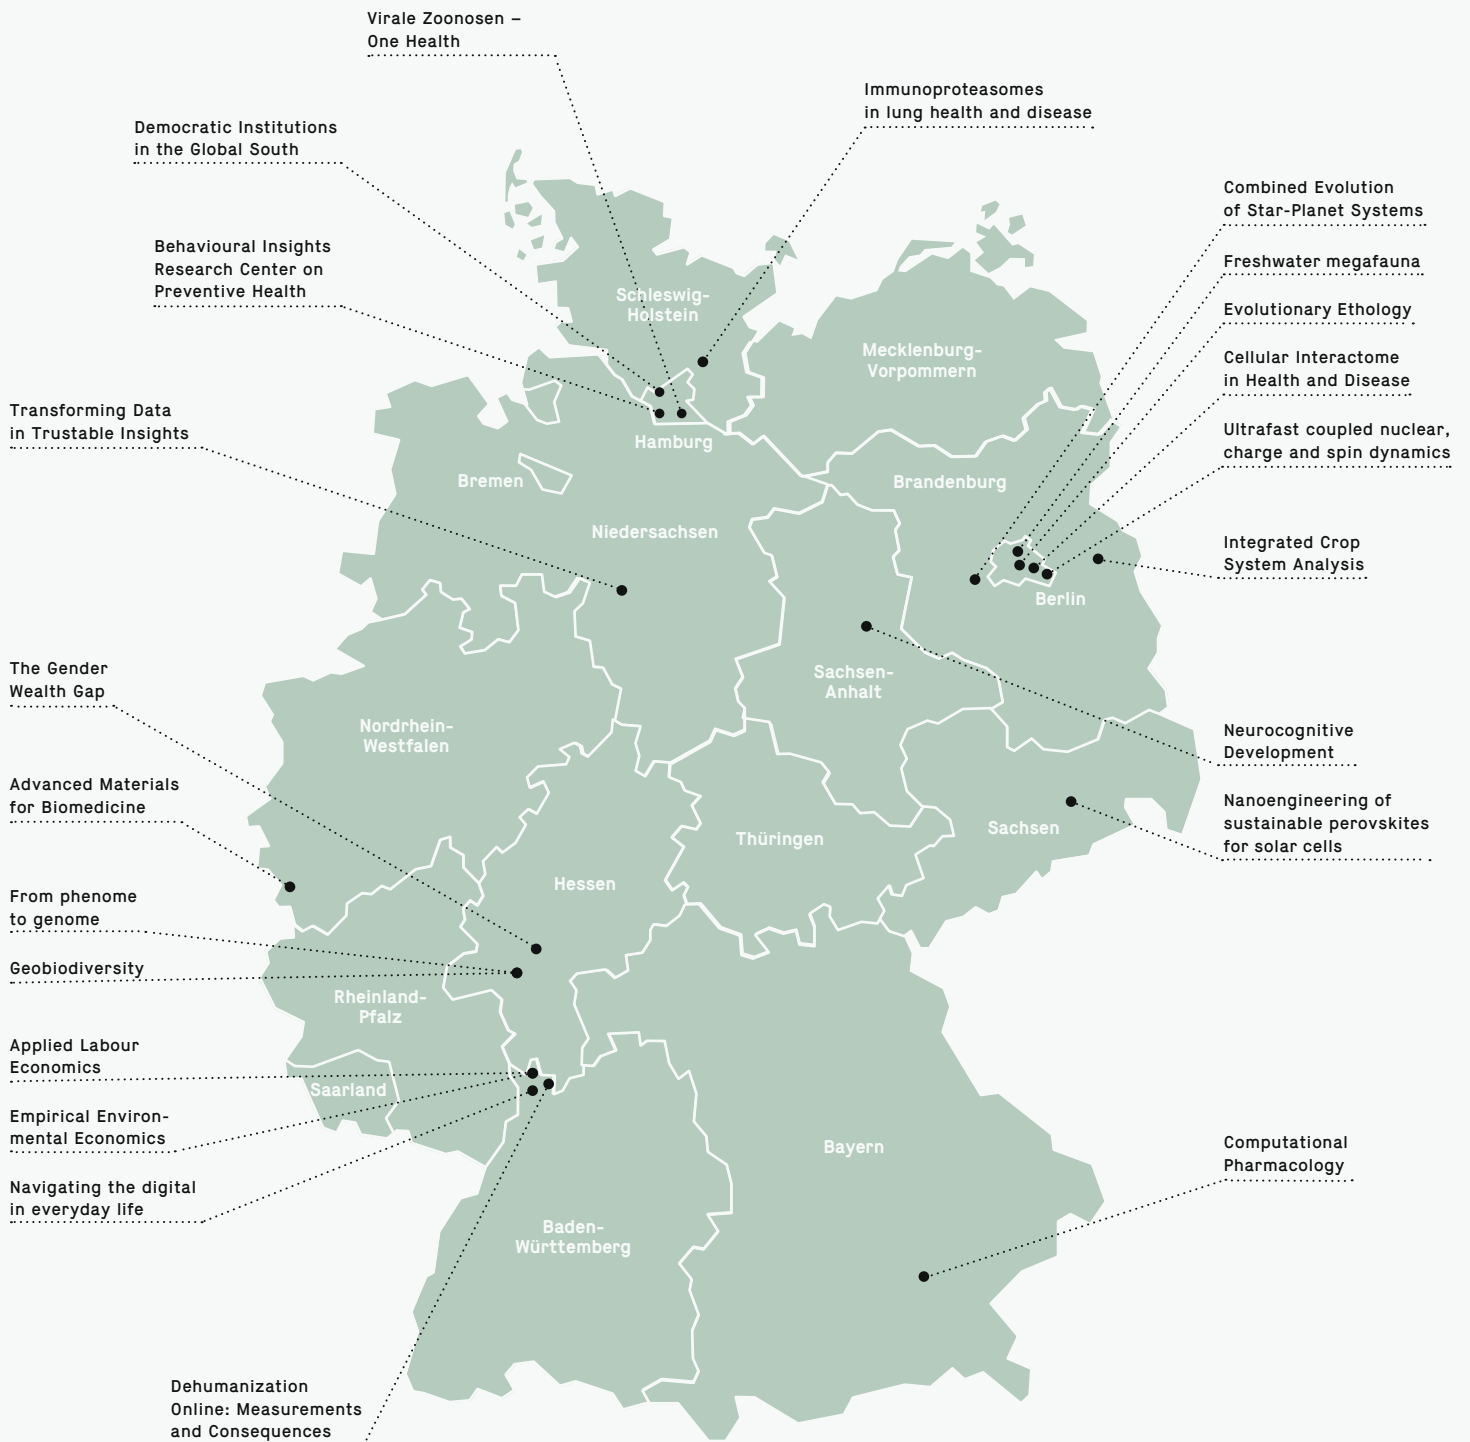 Virale Zoonosen –
One Health
Immunoproteasomes
in lung health and disease
Democratic Institutions
in the Global South
Combined Evolution
of Star-Planet Systems
Behavioural Insights
Research Center on
Preventive Health
Freshwater megafauna
Evolutionary Ethology
Cellular Interactome
in Health and Disease
Transforming Data
in Trustable Insights
Ultrafast coupled nuclear,
charge and spin dynamics
Integrated Crop
System Analysis
The Gender
Wealth Gap
Neurocognitive
Development
Advanced Materials
for Biomedicine
Nanoengineering of
sustainable perovskites
for solar cells
From phenome
to genome
Geobiodiversity
Applied Labour
Economics
Empirical Environ-
mental Economics
Navigating the digital
in everyday life
Computational
Pharmacology
Dehumanization
Online: Measurements
and Consequences
Schleswig-
Holstein
Mecklenburg-
Vorpommern
Hamburg
Bremen
Brandenburg
Niedersachsen
Berlin
Sachsen-
Anhalt
Nordrhein-
Westfalen
Sachsen
Thüringen
Hessen
Rheinland-
Pfalz
Saarland
Bayern
Baden-
Württemberg